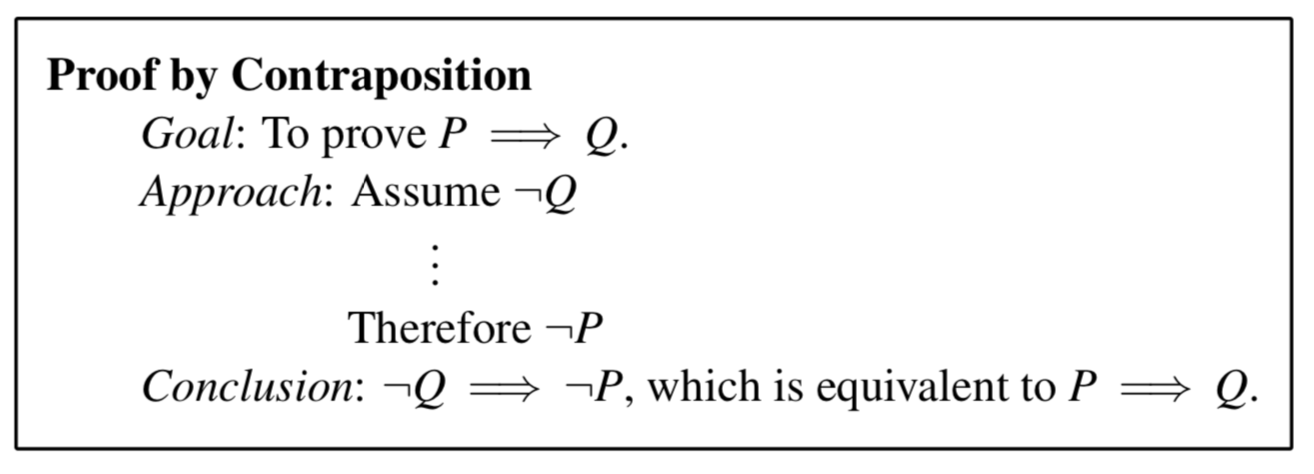 Proof by Contraposition
Goal: To prove P ⟹ Q.
Approach: Assume ¬Q
⋮
Therefore ¬P
Conclusion: ¬Q ⟹ ¬P, which is equivalent to P ⟹ Q.